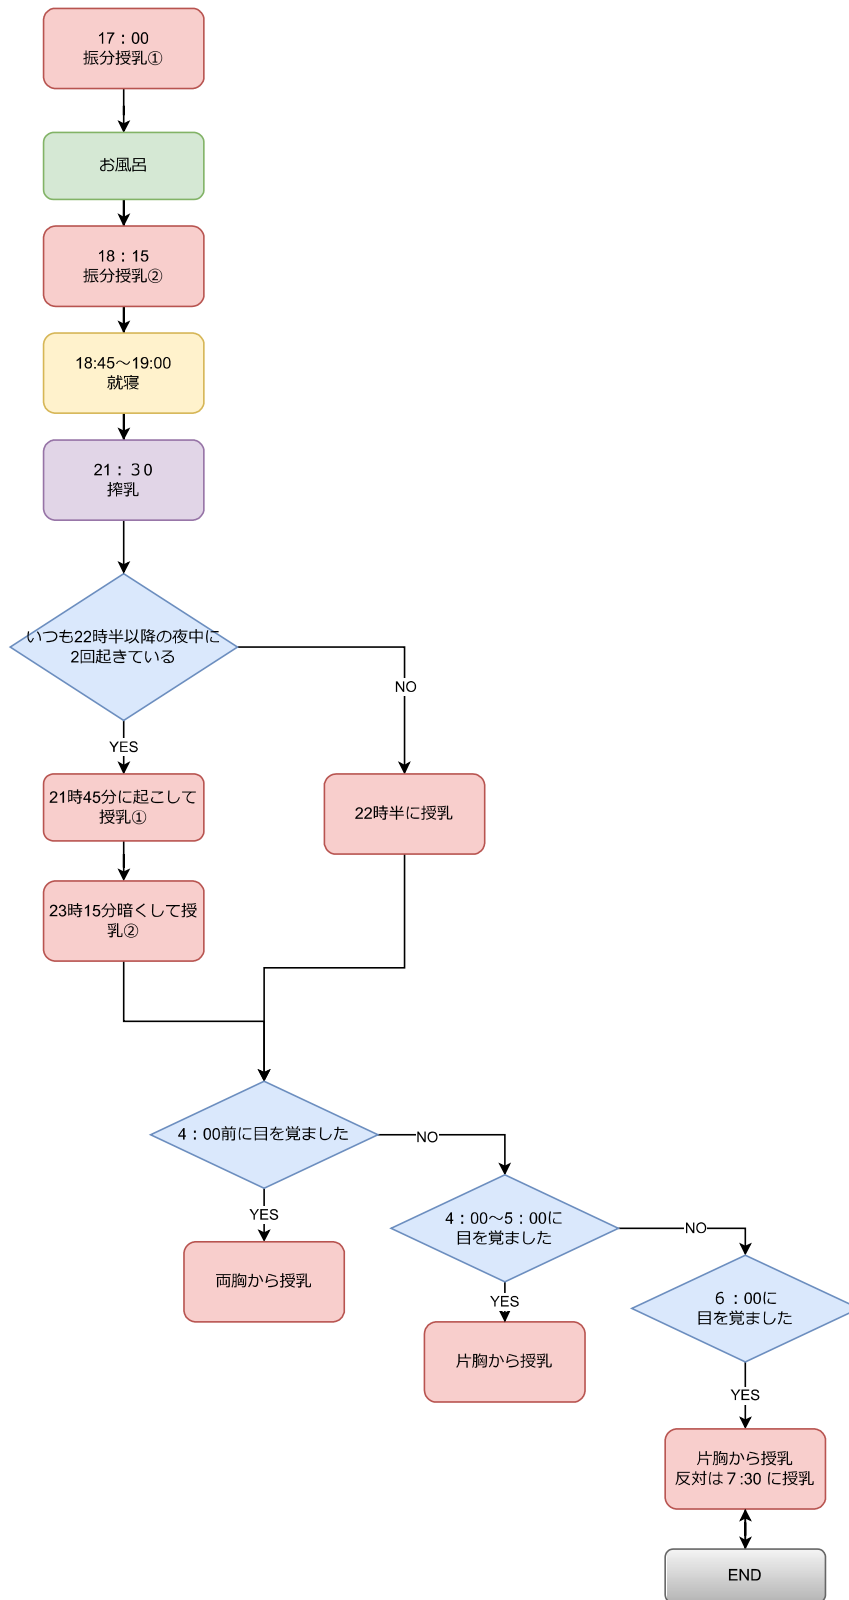 17：00
振分授乳①
お風呂
18：15
振分授乳②
18:45～19:00
就寝
21：３0
搾乳
いつも22時半以降の夜中に
2回起きている
NO
YES
21時45分に起こして
授乳①
22時半に授乳
23時15分暗くして授
乳②
4：00前に目を覚ました
NO
YES
両胸から授乳
4：00～5：00に
目を覚ました
NO
YES
片胸から授乳
６：00に
目を覚ました
YES
片胸から授乳
反対は７:30 に授乳
END